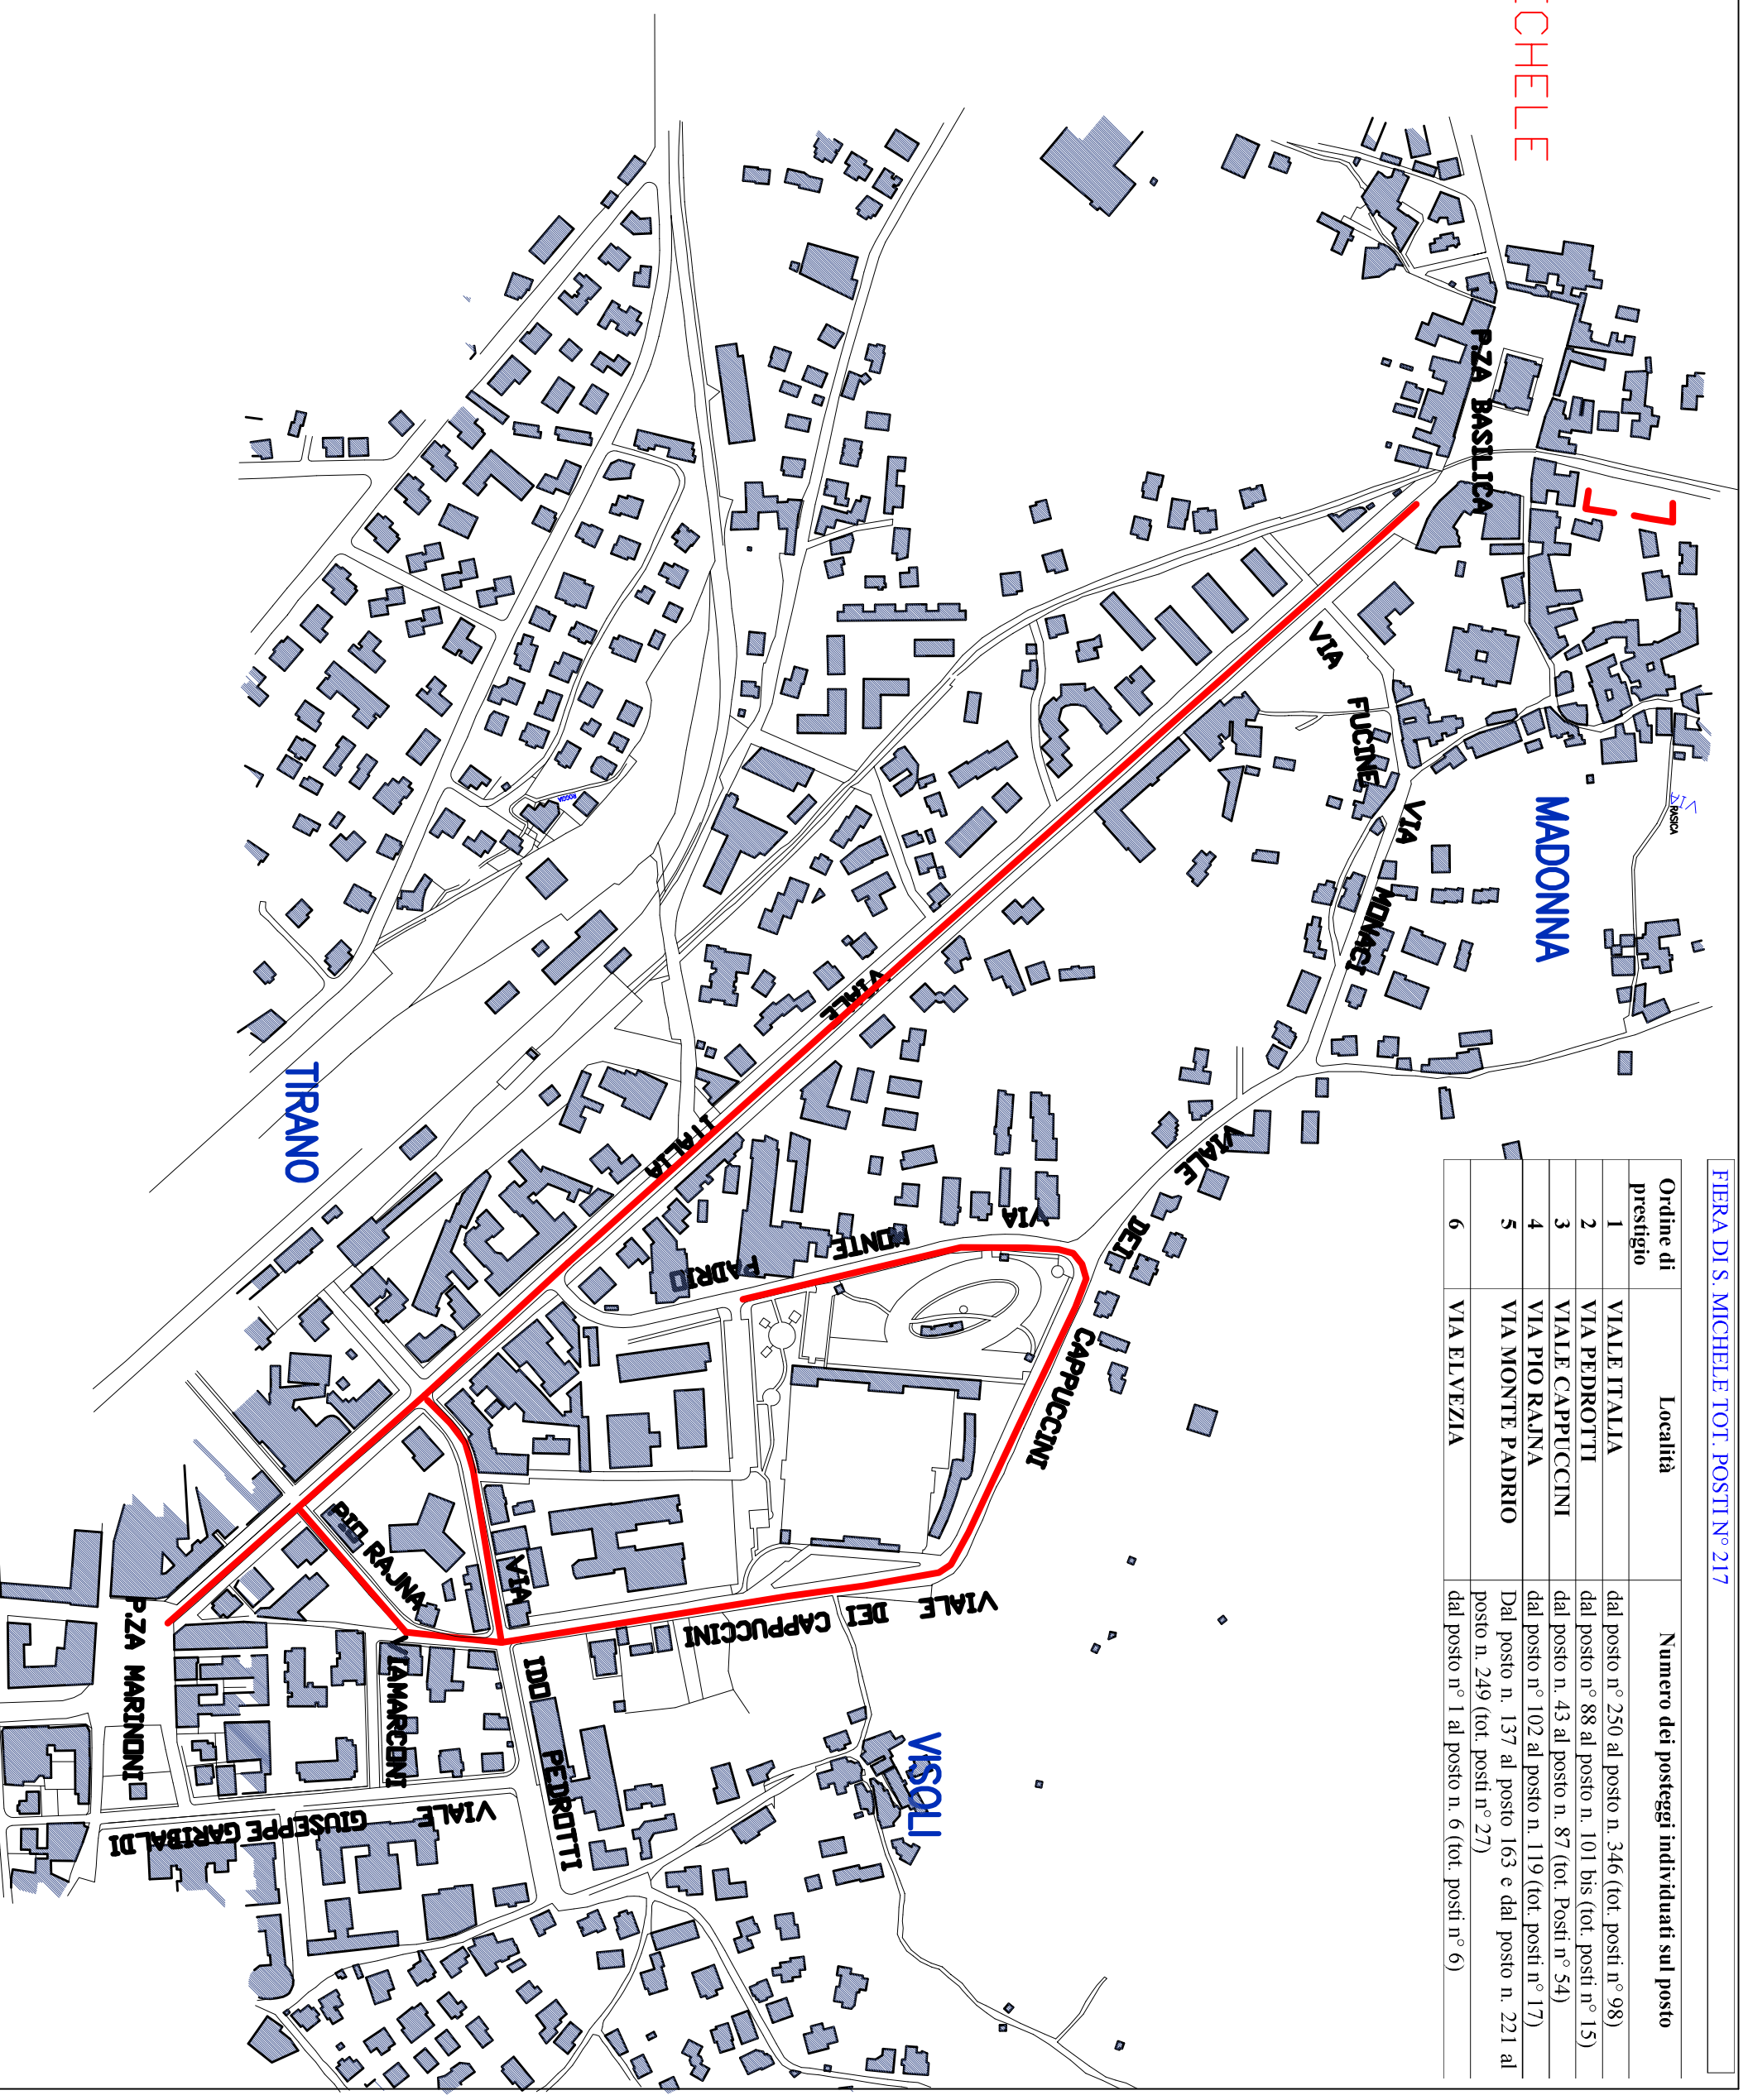 CHELE
FIERA DI S. MICHELE TOT. POSTI N° 217
Ordine di prestigio Località Numero dei posteggi individuati sul posto
1 VIALE ITALIA dal posto n° 250 al posto n. 346 (tot. posti n° 98)
2 VIA PEDROTTI dal posto n° 88 al posto n. 101 bis (tot. posti n° 15)
3 VIALE CAPPUCCINI dal posto n. 43 al posto n. 87 (tot. Posti n° 54)
4 VIA PIO RAJNA dal posto n° 102 al posto n. 119 (tot. posti n° 17)
5 VIA MONTE PADRIO Dal posto n. 137 al posto 163 e dal posto n. 221 al
posto n. 249 (tot. posti n° 27)
6 VIA ELVEZIA dal posto n° 1 al posto n. 6 (tot. posti n° 6)
P.ZA BASILICA
VIA FUCINE
VIA MONACI
MADONNA
VIA RASICA
ROGGIA
VIALE ITALIA
TIRANO
VIALE DEI CAPPUCCINI
VIA MONTE PADRIO
PIO RAJNA
VIA IDO PEDROTTI
VIALE DEI CAPPUCCINI
VISOLI
VIA MARCONI
P.ZA MARINONI
VIALE GIUSEPPE GARIBALDI